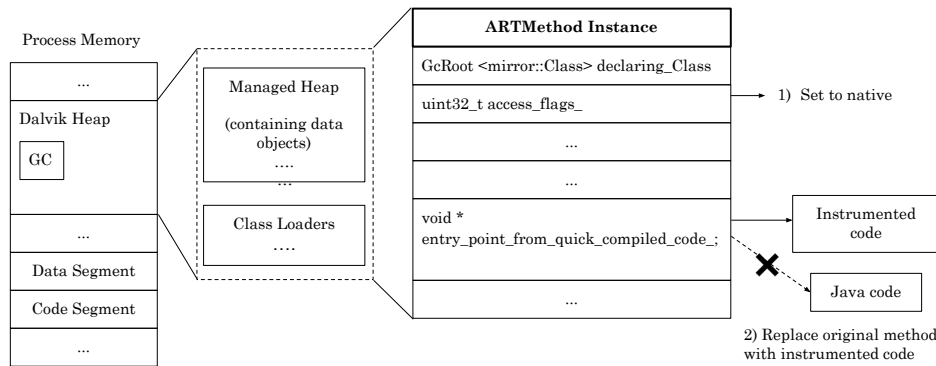 Process Memory
...
Dalvik Heap
GC
...
Data Segment
Code Segment
...
Managed Heap
(containing data
objects)
....
...
Class Loaders
....
ARTMethod Instance
GcRoot <mirror::Class> declaring_Class
uint32_t access_flags_
...
...
void *
entry_point_from_quick_compiled_code_;
...
1) Set to native
Instrumented
code
Java code
2) Replace original method
with instrumented code